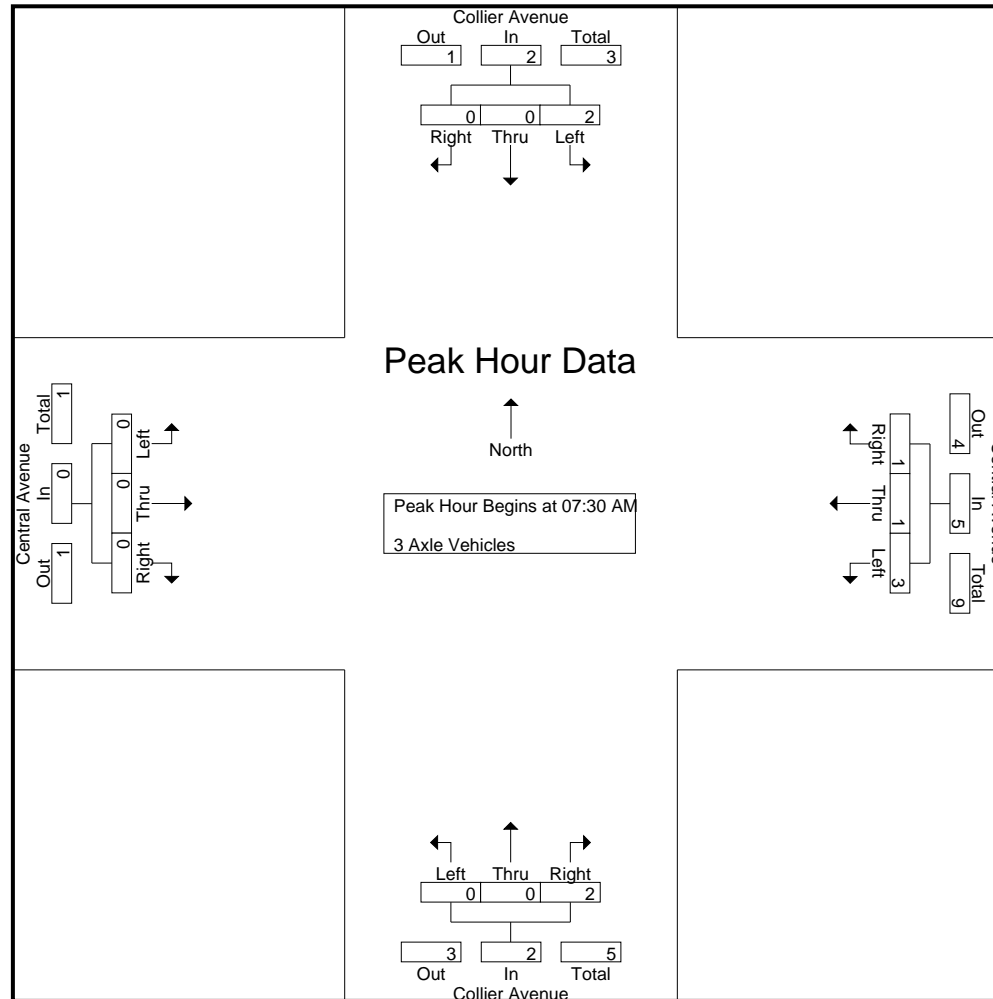 Collier Avenue
Out In Total
1 2 3
0 0 2
Right Thru Left
Peak Hour Data
North
Peak Hour Begins at 07:30 AM
3 Axle Vehicles
Central Avenue
Total In Out
1 0 1
0 0 0
Left Thru Right
Out In Total
4 5 9
Right Thru Left
1 1 3
Left Thru Right
0 0 2
3 2 5
Out In Total
Collier Avenue